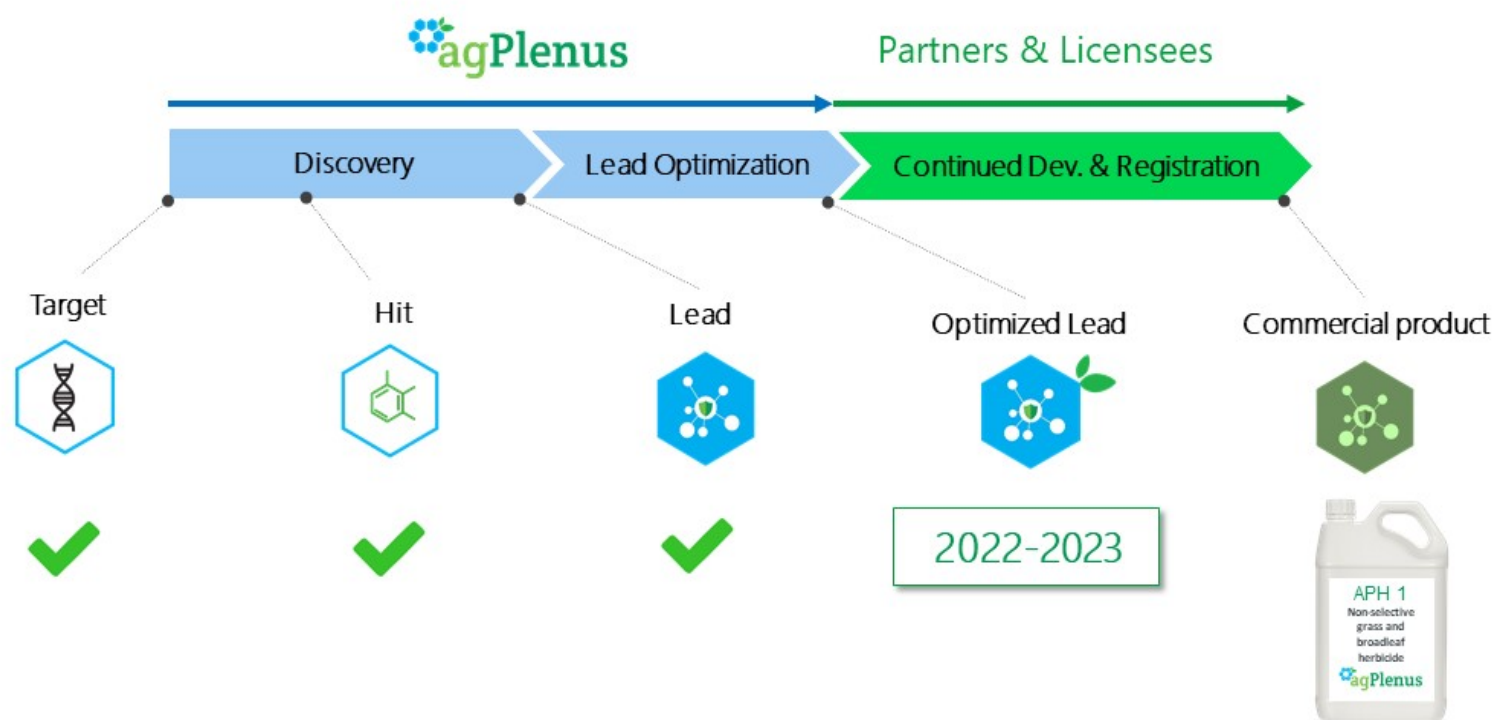 agPlenus
Partners & Licensees
Discovery
Lead Optimization
Continued Dev. & Registration
Target
Hit
Lead
Optimized Lead
Commercial product
2022-2023
APH 1
Non-selective
grass and
broadleaf
herbicide
agPlenus